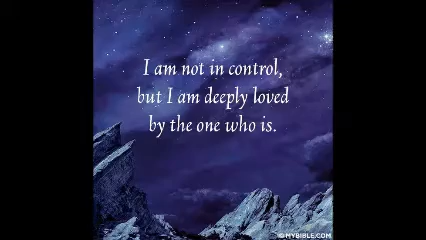 I am not in control,
but I am deeply loved
by the one who is.
© MYBIBLE.COM